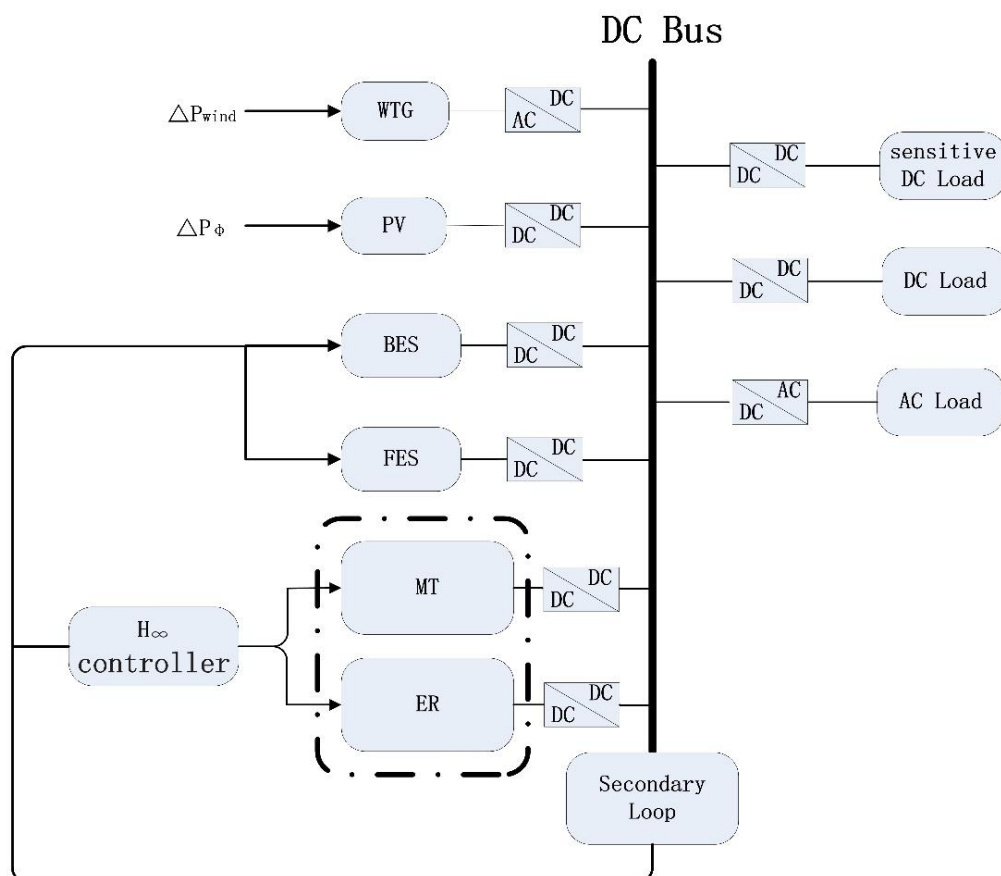 DC Bus
△Pwind
WTG
DC
AC
DC
DC
sensitive
DC Load
△PΦ
PV
DC
DC
DC
DC
DC Load
BES
DC
DC
AC
DC
AC Load
FES
DC
DC
MT
DC
DC
H∞
controller
ER
DC
DC
Secondary
Loop